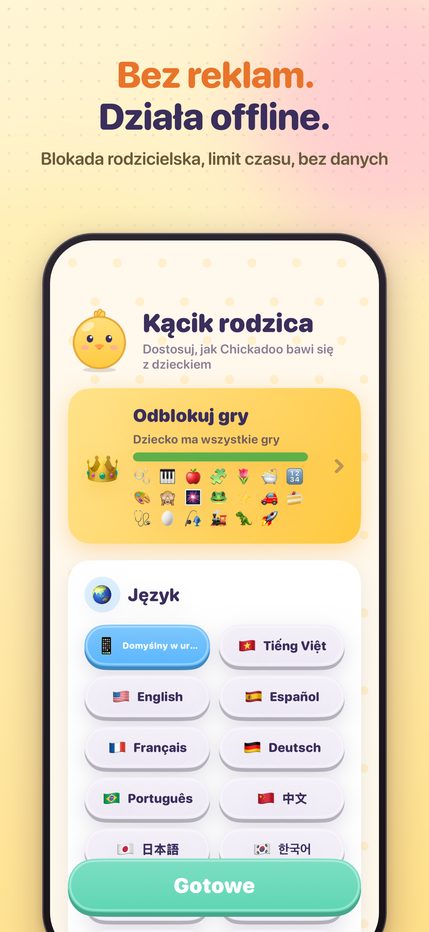 Bez reklam.
Działa offline.
Blokada rodzicielska, limit czasu, bez danych
Kącik rodzica
Dostosuj, jak Chickadoo bawi się
z dzieckiem
Odblokuj gry
Dziecko ma wszystkie gry
Język
Domyślny w ur...
Tiếng Việt
English
Español
Français
Deutsch
Português
中文
日本語
한국어
Gotowe